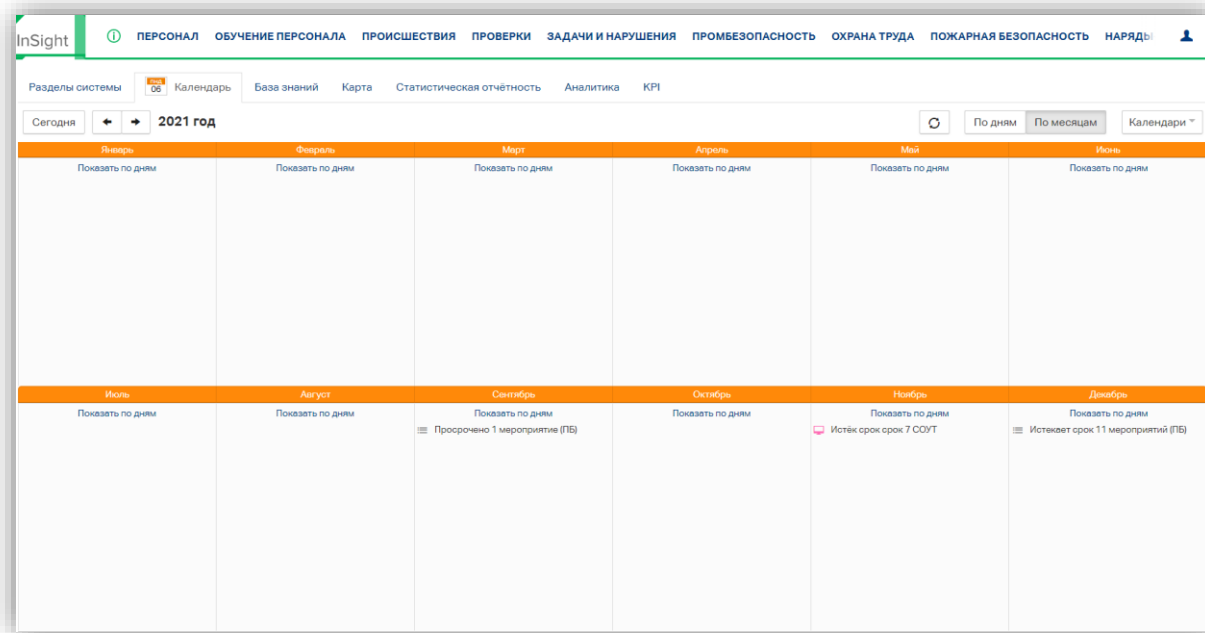 InSight ПЕРСОНАЛ ОБУЧЕНИЕ ПЕРСОНАЛА ПРОИСШЕСТВИЯ ПРОВЕРКИ ЗАДАЧИ И НАРУШЕНИЯ ПРОМБЕЗОПАСНОСТЬ ОХРАНА ТРУДА ПОЖАРНАЯ БЕЗОПАСНОСТЬ НАРЯДЫ
Разделы системы ПНД 06 Календарь База знаний Карта Статистическая отчётность Аналитика KPI
Сегодня 2021 год По дням По месяцам Календари
Январь Февраль Март Апрель Май Июнь
Показать по дням Показать по дням Показать по дням Показать по дням Показать по дням Показать по дням
Июль Август Сентябрь Октябрь Ноябрь Декабрь
Показать по дням Показать по дням Показать по дням Показать по дням Показать по дням Показать по дням
Просрочено 1 мероприятие (ПБ) Истёк срок срок 7 СОУТ Истекает срок 11 мероприятий (ПБ)